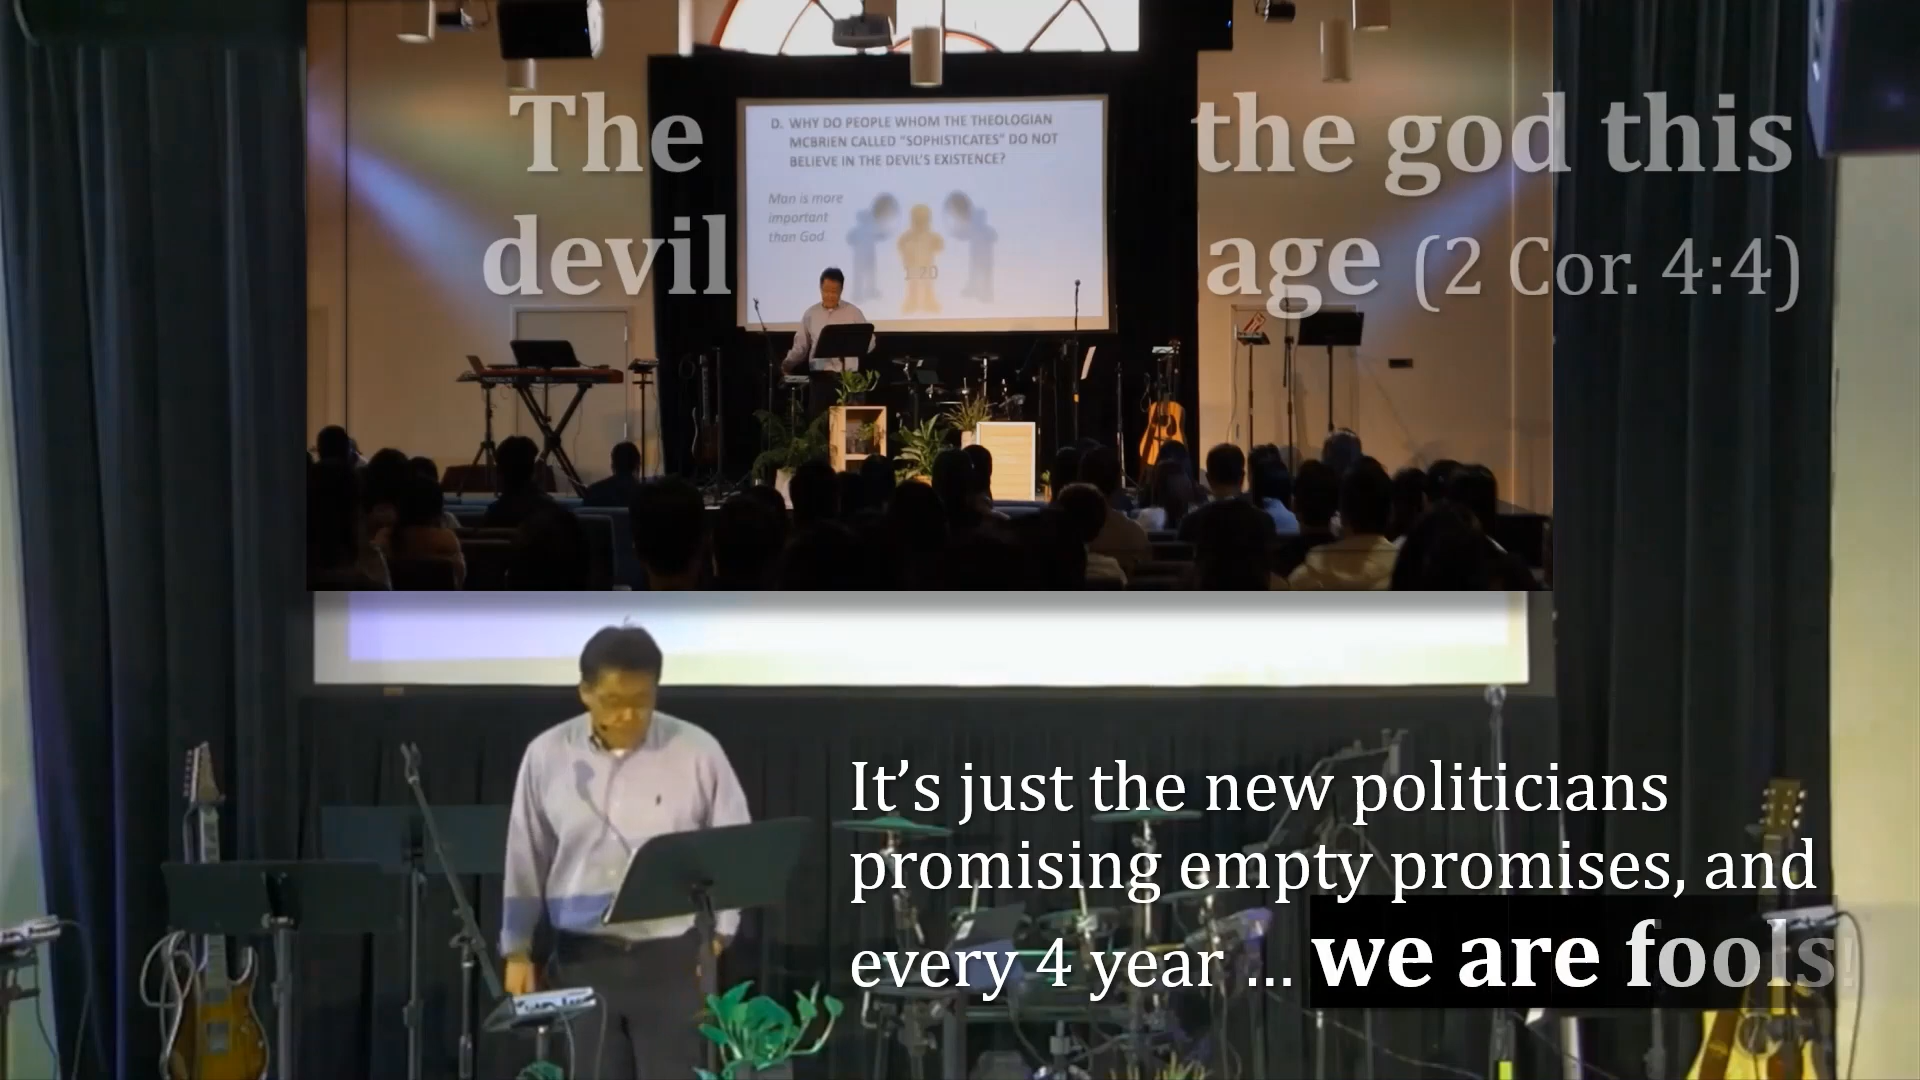 The
devil
the god this
age (2 Cor. 4:4)
D. WHY DO PEOPLE WHOM THE THEOLOGIAN
MCBRIEN CALLED "SOPHISTICATES" DO NOT
BELIEVE IN THE DEVIL'S EXISTENCE?
Man is more
important
than God.
It’s just the new politicians
promising empty promises, and
every 4 year … we are fools!